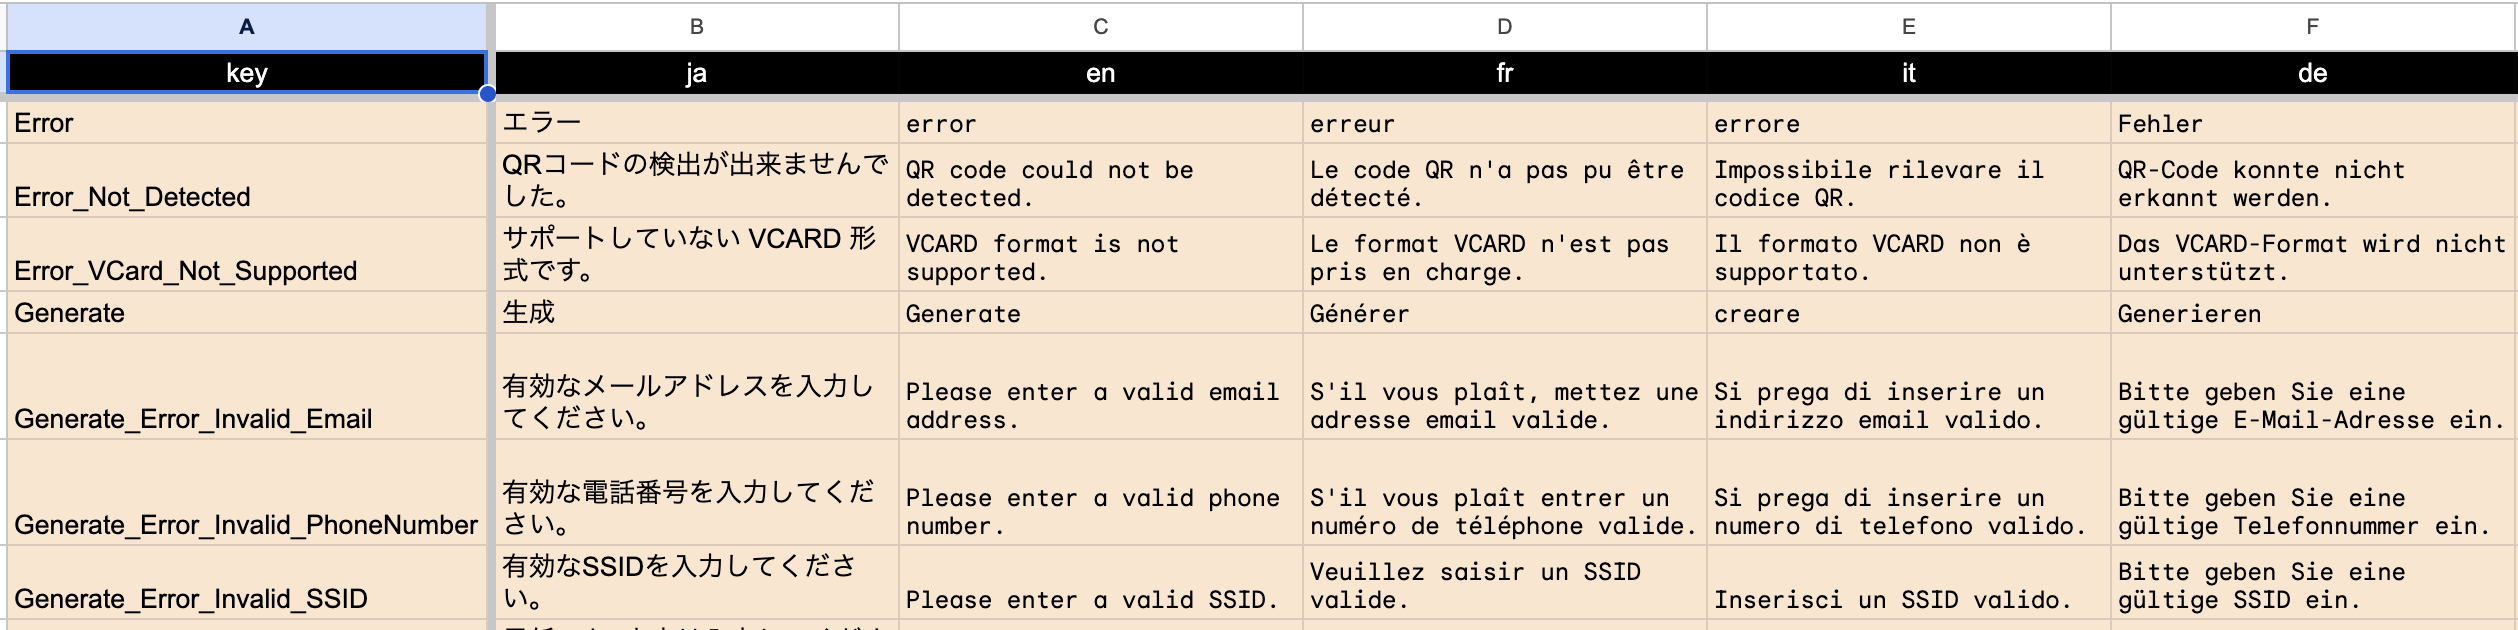 A B C D E F
key ja en fr it de
Error エラー error erreur errore Fehler
Error_Not_Detected
QRコードの検出が出来ませんで
した。
QR code could not be
detected.
Le code QR n'a pas pu être
détecté.
Impossibile rilevare il
codice QR.
QR-Code konnte nicht
erkannt werden.
Error_VCard_Not_Supported
サポートしていない VCARD 形
式です。
VCARD format is not
supported.
Le format VCARD n'est pas
pris en charge.
Il formato VCARD non è
supportato.
Das VCARD-Format wird nicht
unterstützt.
Generate 生成 Generate Générer creare Generieren
Generate_Error_Invalid_Email
有効なメールアドレスを入力し
てください。
Please enter a valid email
address.
S'il vous plaît, mettez une
adresse email valide.
Si prega di inserire un
indirizzo email valido.
Bitte geben Sie eine
gültige E-Mail-Adresse ein.
Generate_Error_Invalid_PhoneNumber
有効な電話番号を入力してくだ
さい。
Please enter a valid phone
number.
S'il vous plaît entrer un
numéro de téléphone valide.
Si prega di inserire un
numero di telefono valido.
Bitte geben Sie eine
gültige Telefonnummer ein.
Generate_Error_Invalid_SSID
有効なSSIDを入力してくださ
い。
Please enter a valid SSID.
Veuillez saisir un SSID
valide.
Inserisci un SSID valido.
Bitte geben Sie eine
gültige SSID ein.